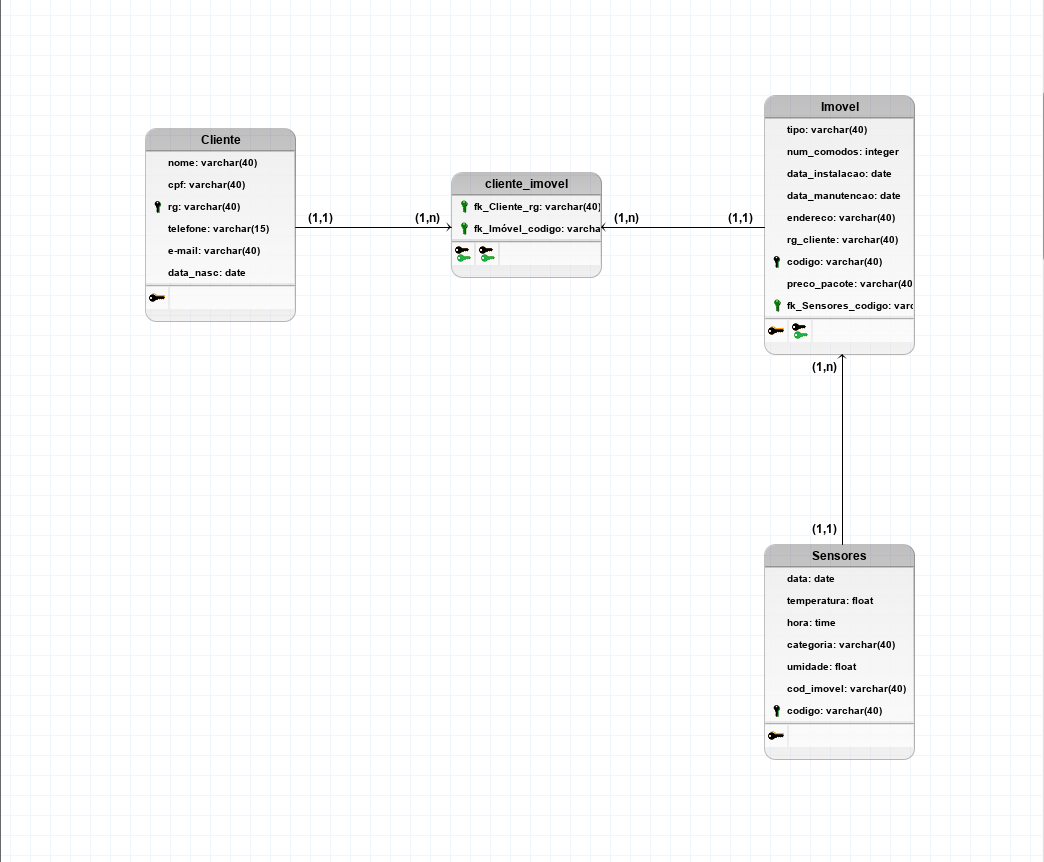 Cliente
nome: varchar(40)
cpf: varchar(40)
rg: varchar(40)
telefone: varchar(15)
e-mail: varchar(40)
data_nasc: date
(1,1)
(1,n)
cliente_imovel
fk_Cliente_rg: varchar(40)
fk_Imóvel_codigo: varcha
(1,n)
(1,1)
Imovel
tipo: varchar(40)
num_comodos: integer
data_instalacao: date
data_manutencao: date
endereco: varchar(40)
rg_cliente: varchar(40)
codigo: varchar(40)
preco_pacote: varchar(40
fk_Sensores_codigo: varc
(1,n)
(1,1)
Sensores
data: date
temperatura: float
hora: time
categoria: varchar(40)
umidade: float
cod_imovel: varchar(40)
codigo: varchar(40)